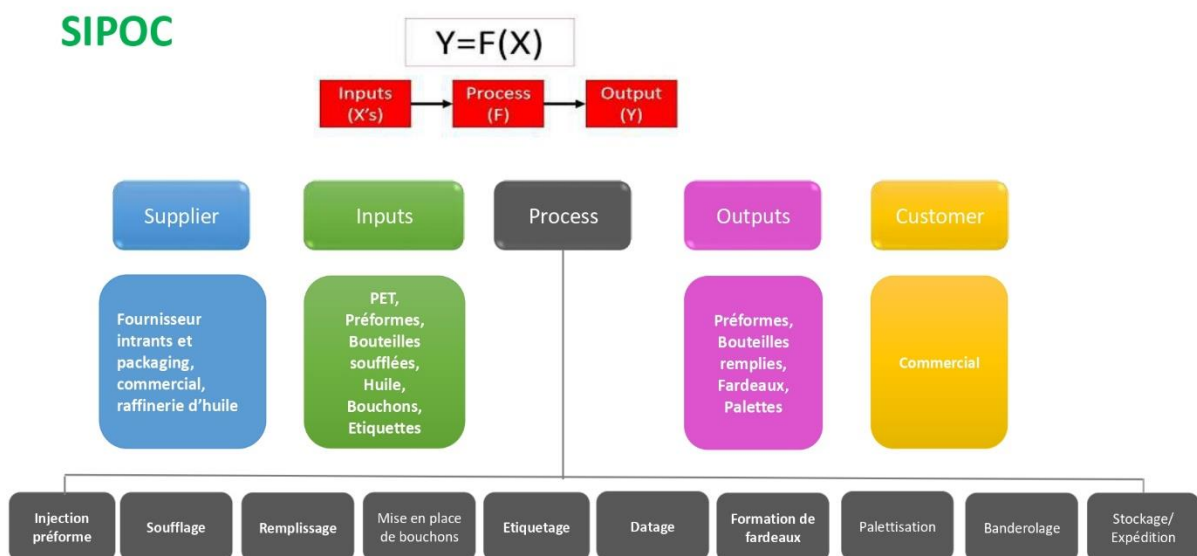 SIPOC
Y=F(X)
Inputs
(X's)
Process
(F)
Output
(Y)
Supplier
Inputs
Process
Outputs
Customer
Fournisseur
intrants et
packaging,
commercial,
raffinerie d'huile
PET,
Préformes,
Bouteilles
soufflées,
Huile,
Bouchons,
Etiquettes
Préformes,
Bouteilles
remplies,
Fardeaux,
Palettes
Commercial
Injection
préforme
Soufflage
Remplissage
Mise en place
de bouchons
Etiquetage
Datage
Formation de
fardeaux
Palettisation
Banderolage
Stockage/
Expédition